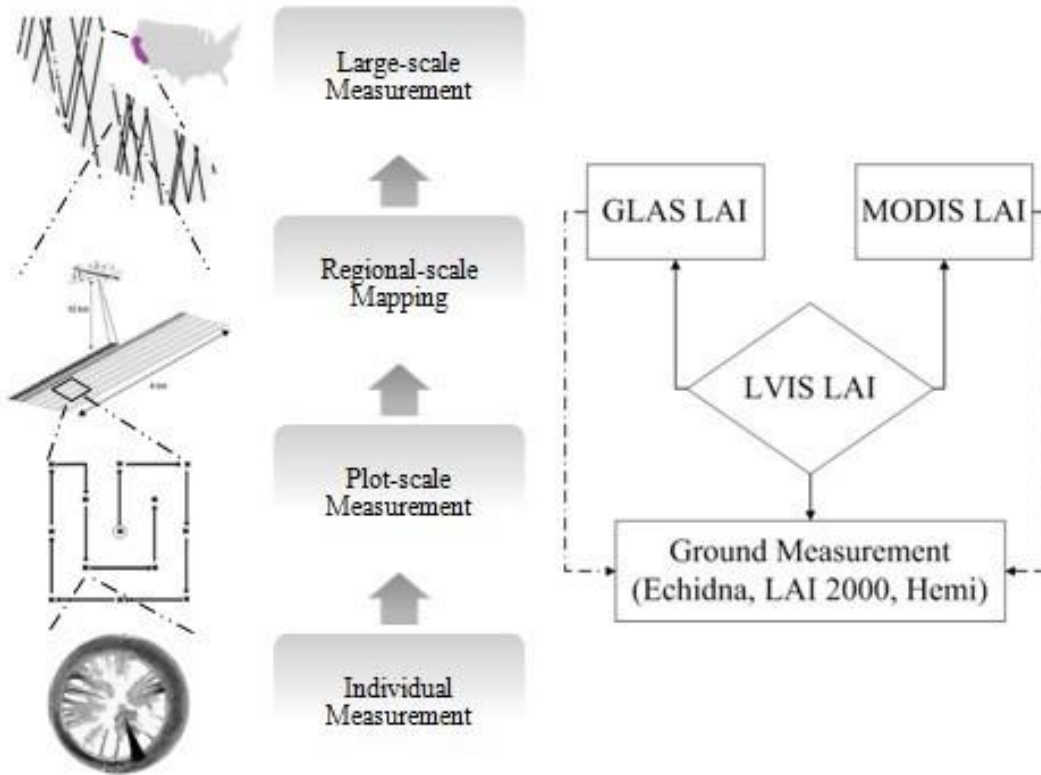 Large-scale
Measurement
Regional-scale
Mapping
Plot-scale
Measurement
Individual
Measurement
GLAS LAI
MODIS LAI
LVIS LAI
Ground Measurement
(Echidna, LAI 2000, Hemi)